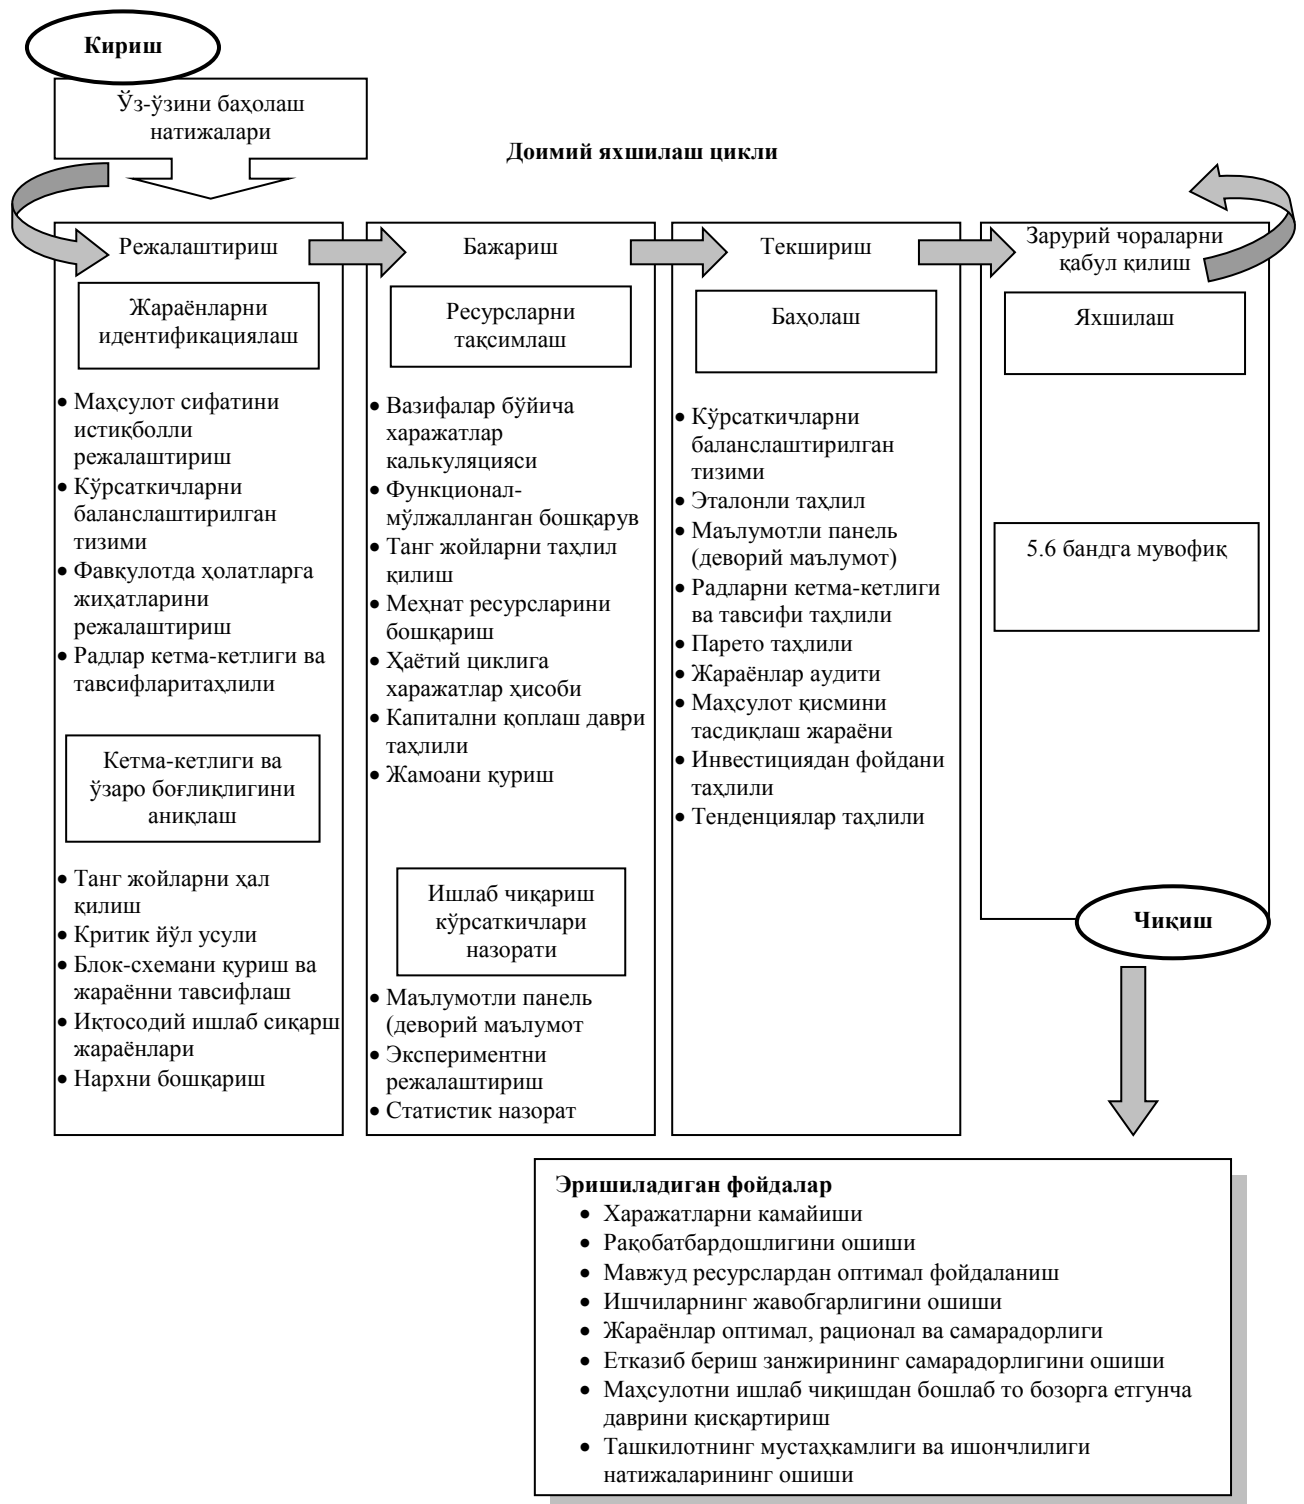 Кириш
Ўз-ўзини баҳолаш
натижалари
Доимий яхшилаш цикли
Режалаштириш
Жараёнларни
идентификациялаш
• Маҳсулот сифатини
истиқболли
режалаштириш
• Кўрсаткичларни
баланслаштирилган
тизими
• Фавқулотда ҳолатларга
жиҳатларини
режалаштириш
• Радлар кетма-кетлиги ва
тавсифларитаҳлили
Кетма-кетлиги ва
ўзаро боғлиқлигини
аниқлаш
• Танг жойларни ҳал
қилиш
• Критик йўл усули
• Блок-схемани қуриш ва
жараённи тавсифлаш
• Иқтосодий ишлаб сиқарш
жараёнлари
• Нархни бошқариш
Бажариш
Ресурсларни
тақсимлаш
• Вазифалар бўйича
харажатлар
калькуляцияси
• Функционал-
мўлжалланган бошқарув
• Танг жойларни таҳлил
қилиш
• Меҳнат ресурсларини
бошқариш
• Ҳаётий циклига
харажатлар ҳисоби
• Капитални қоплаш даври
таҳлили
• Жамоани қуриш
Ишлаб чиқариш
кўрсаткичлари
назорати
• Маълумотли панель
(деворий маълумот
• Экспериментни
режалаштириш
• Статистик назорат
Текшириш
Баҳолаш
• Кўрсаткичларни
баланслаштирилган
тизими
• Эталонли таҳлил
• Маълумотли панель
(деворий маълумот)
• Радларни кетма-кетлиги
ва тавсифи таҳлили
• Парето таҳлили
• Жараёнлар аудити
• Маҳсулот қисмини
тасдиқлаш жараёни
• Инвестициядан фойдани
таҳлили
• Тенденциялар таҳлили
Зарурий чораларни
қабул қилиш
Яхшилаш
5.6 бандга мувофиқ
Чиқиш
Эришиладиган фойдалар
• Харажатларни камайиши
• Рақобатбардошлигини ошиши
• Мавжуд ресурслардан оптимал фойдаланиш
• Ишчиларнинг жавобгарлигини ошиши
• Жараёнлар оптимал, рационал ва самарадорлиги
• Етказиб бериш занжирининг самарадорлигини ошиши
• Маҳсулотни ишлаб чиқишдан бошлаб то бозорга етгунча
даврини қисқартириш
• Ташкилотнинг мустаҳкамлиги ва ишончлилиги
натижаларининг ошиши